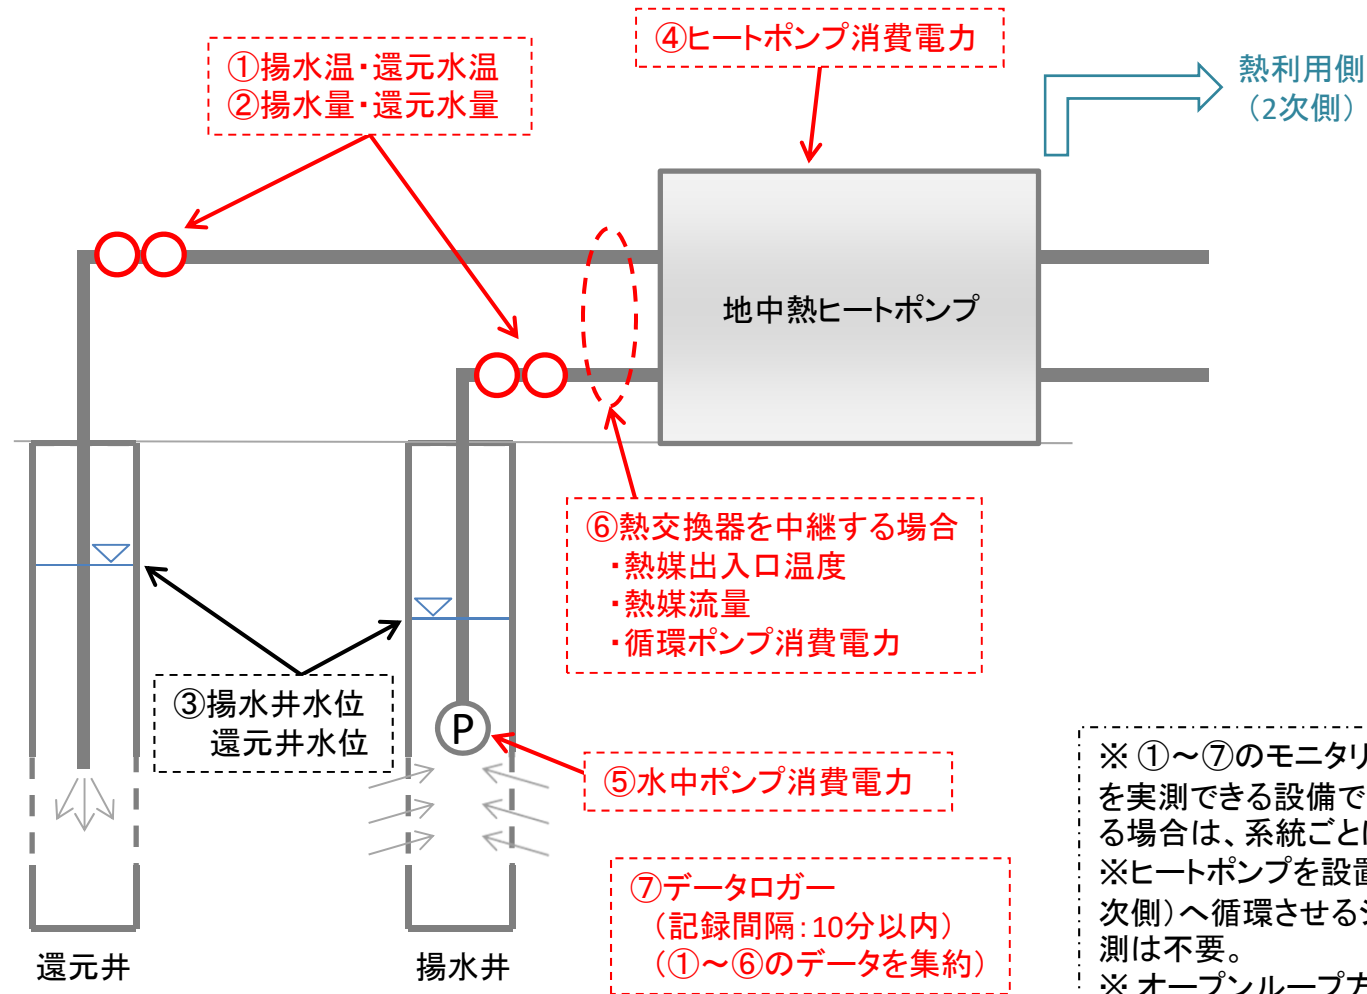 ④ヒートポンプ消費電力
①揚水温・還元水温
②揚水量・還元水量
熱利用側
（2次側）
地中熱ヒートポンプ
⑥熱交換器を中継する場合
・熱媒出入口温度
・熱媒流量
・循環ポンプ消費電力
③揚水井水位
還元井水位
P
⑤水中ポンプ消費電力
⑦データロガー
（記録間隔：10分以内）
（①～⑥のデータを集約）
還元井
揚水井
※ ①～⑦のモニタリ
を実測できる設備で
る場合は、系統ごと
※ヒートポンプを設置
次側）へ循環させる
測は不要。
※ オープンループ方